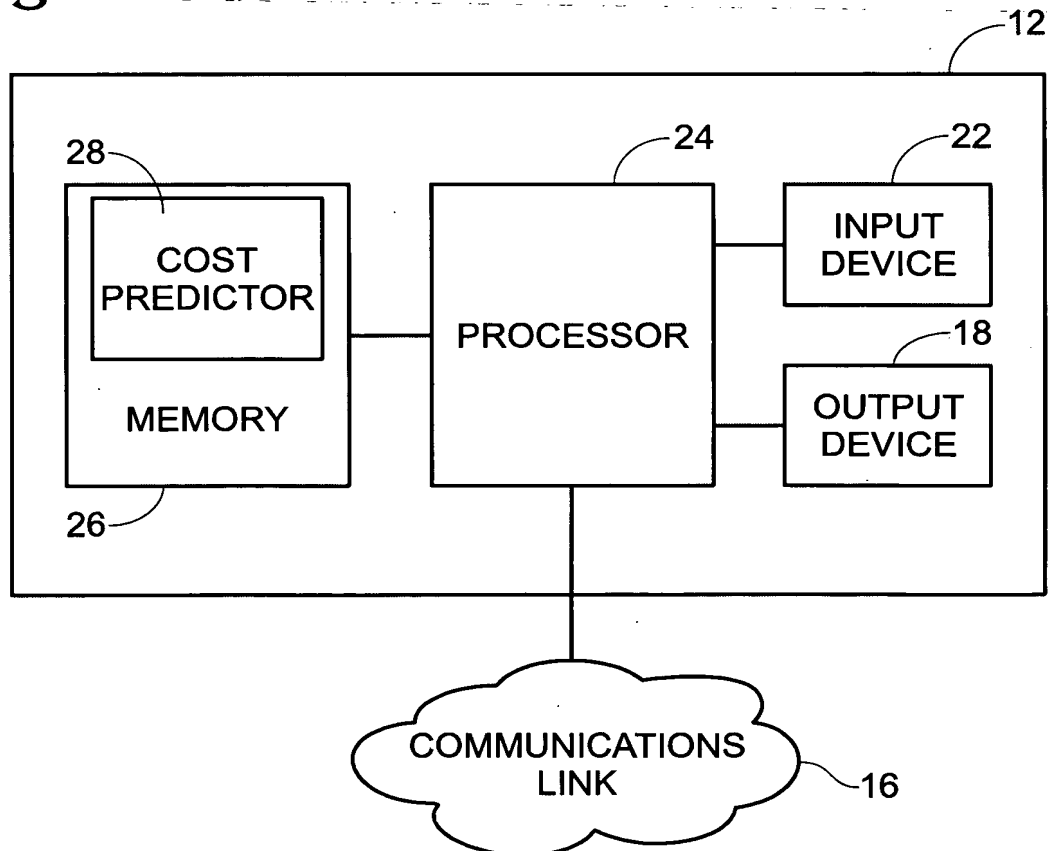 12
28
24
22
COST
PREDICTOR
INPUT
DEVICE
PROCESSOR
18
MEMORY
OUTPUT
DEVICE
26
COMMUNICATIONS
LINK
16